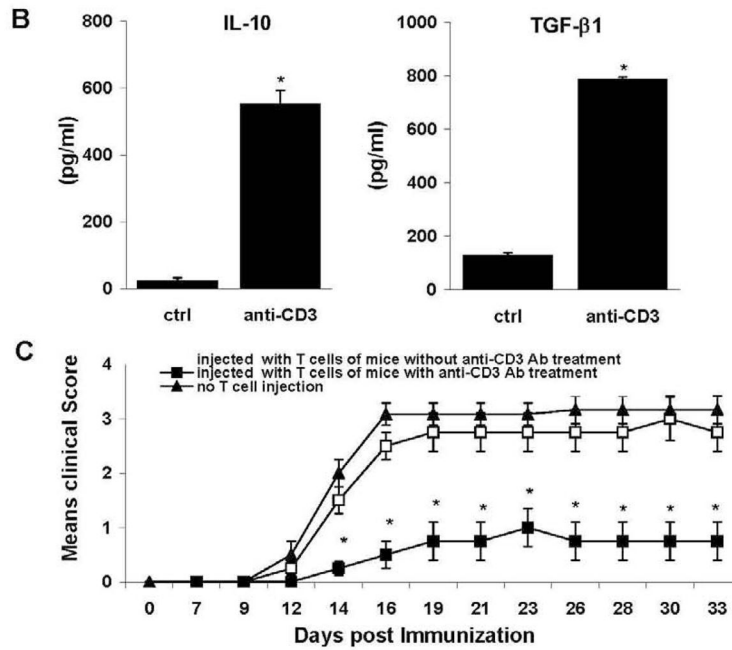 B
IL-10
TGF-β1
800
600
400
200
0
(pg/ml)
ctrl
anti-CD3
*
1000
800
600
400
200
0
(pg/ml)
ctrl
anti-CD3
*
C
injected with T cells of mice without anti-CD3 Ab treatment
injected with T cells of mice with anti-CD3 Ab treatment
no T cell injection
4
3
2
1
0
Means clinical Score
* * * * * * * * *
0 7 9 12 14 16 19 21 23 26 28 30 33
Days post Immunization